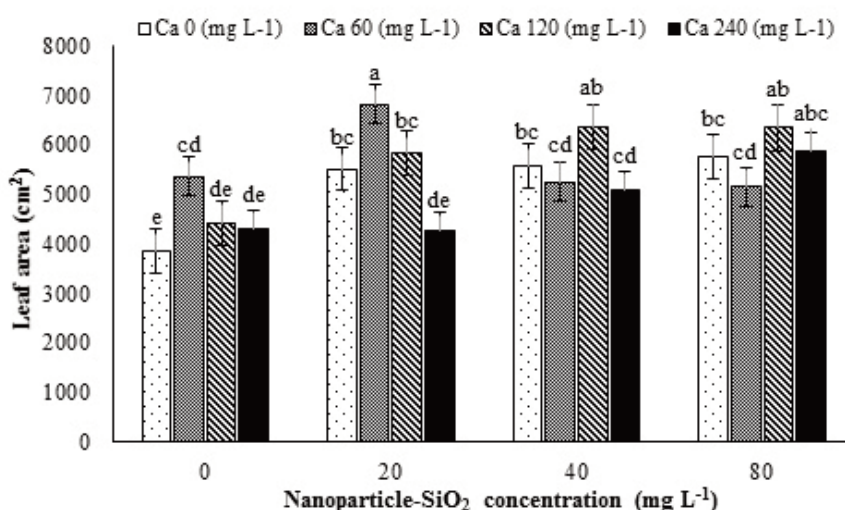 Ca 0 (mg L-1) Ca 60 (mg L-1) Ca 120 (mg L-1) Ca 240 (mg L-1)
8000
7000
6000
5000
4000
3000
2000
1000
0
Leaf area (cm²)
e cd de de
bc a bc de
bc cd ab cd
bc cd ab abc
0 20 40 80
Nanoparticle-SiO₂ concentration (mg L⁻¹)